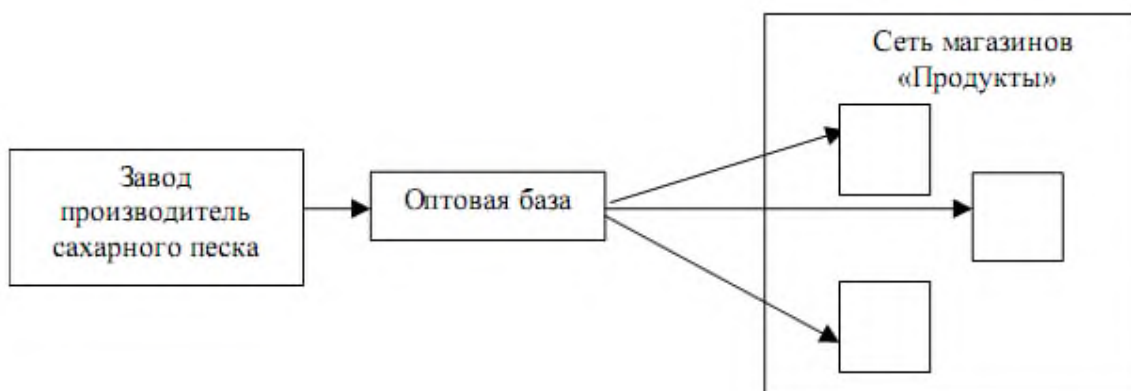 Сеть магазинов
«Продукты»
Завод
производитель
сахарного песка
Оптовая база